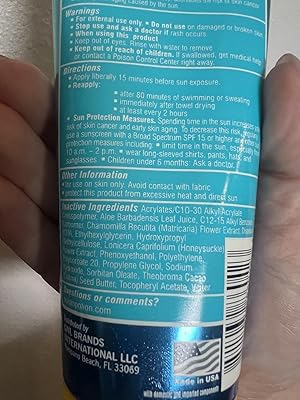 aging caused by the sun
Warnings
• For external use only. • Do not use on damaged or broken skin.
• Stop use and ask a doctor if rash occurs
• When using this product
• Keep out of eyes. Rinse with water to remove
• Keep out of reach of children. If swallowed, get medical help
or contact a Poison Control Center right away.
Directions
• Apply liberally 15 minutes before sun exposure.
• Reapply:
• after 80 minutes of swimming or sweating
• immediately after towel drying
• at least every 2 hours
• Sun Protection Measures. Spending time in the sun increases
risk of skin cancer and early skin aging. To decrease this risk,
use a sunscreen with a Broad Spectrum SPF 15 or higher and
protection measures including: • limit time in the sun, especially
10 a.m. – 2 p.m. • wear long-sleeved shirts, pants, hats,
sunglasses • Children under 6 months: Ask a doctor
Other Information
• for use on skin only. Avoid contact with fabric
• protect this product from excessive heat and direct sun
Inactive Ingredients Acrylates/C10-30 Alkyl Acrylate
Crosspolymer, Aloe Barbadensis Leaf Juice, C12-15 Alkyl
Chamomilla Recutita (Matricaria) Flower Extract,
Ethylhexylglycerin, Hydroxypropyl
Lonicera Caprifolium (Honeysuckle)
Flower Extract, Phenoxyethanol, Polyethylene,
20, Propylene Glycol, Sodium
Sorbitan Oleate, Theobroma Cacao
Seed Butter, Tocopheryl Acetate, Water
Questions or comments?
Distributed by
BRANDS
INTERNATIONAL LLC
Pompano Beach, FL 33069
Made in USA
with domestic and imported components